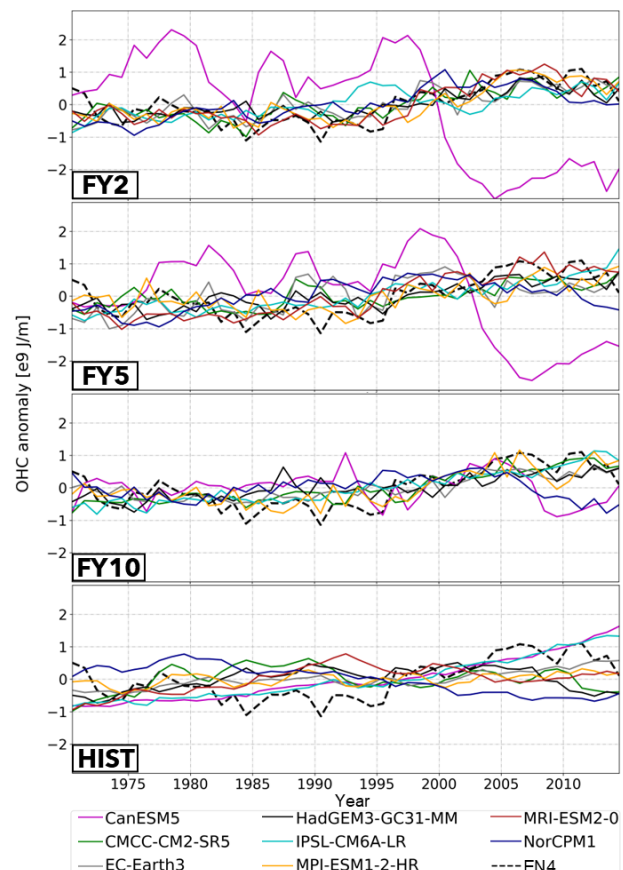 2
1
0
−1
−2
FY2
2
1
0
−1
−2
FY5
OHC anomaly [e9 J/m]
2
1
0
−1
−2
FY10
2
1
0
−1
−2
HIST
1975 1980 1985 1990 1995 2000 2005 2010
Year
CanESM5 HadGEM3-GC31-MM MRI-ESM2-0
CMCC-CM2-SR5 IPSL-CM6A-LR NorCPM1
EC-Earth3 MPI-ESM1-2-HR EN4